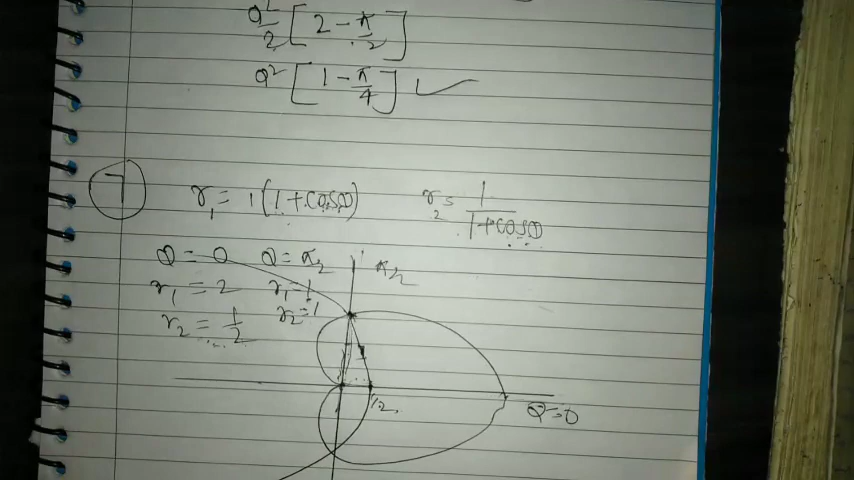 a²/2 [ 2 - π/2 ]
a² [ 1 - π/4 ] ✓
7 r₁ = 1(1+cosθ) r₂ = 1/(1+cosθ)
θ = 0 θ = π/2 π/2
r₁ = 2 r₁ = 1
r₂ = 1/2 r₂ = 1
1/2 θ=0